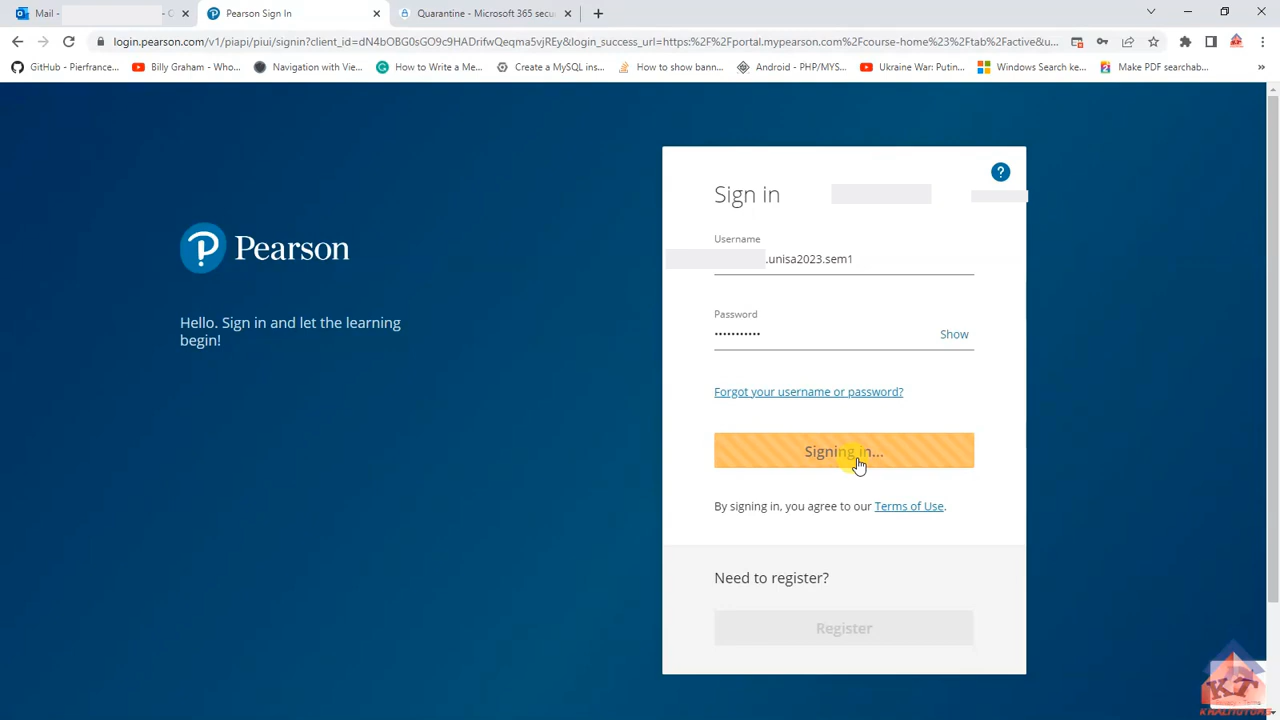 Mail -
Pearson Sign In
Quarantine - Microsoft 365 secu
login.pearson.com/v1/piapi/piui/signin?client_id=dN4bOBG0sGO9c9HADrifwQeqma5ujREy&login_success_url=https:%2F%2Fportal.mypearson.com%2Fcourse-home%23%2Ftab%2Factive&u...
GitHub - Pierfrance...
Billy Graham - Who...
Navigation with Vie...
How to Write a Me...
Create a MySQL ins...
How to show bann...
Android - PHP/MYS...
Ukraine War: Putin...
Windows Search ke...
Make PDF searchab...
»
?
Sign in
Username
.unisa2023.sem1
Pearson
Password
Hello. Sign in and let the learning
begin!
•••••••••••
Show
Forgot your username or password?
Signing in...
By signing in, you agree to our Terms of Use.
Need to register?
Register
KT